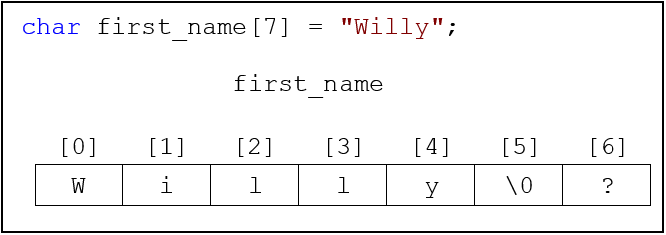 char first_name[7] = "Willy";
first_name
[0] [1] [2] [3] [4] [5] [6]
W i l l y \0 ?